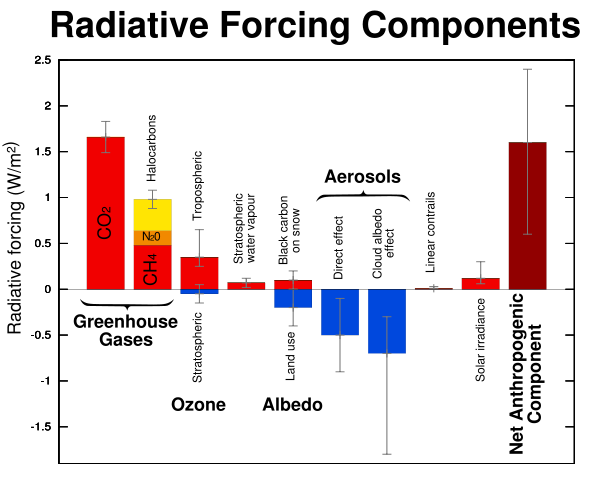 Radiative Forcing Components
Radiative forcing (W/m²)
2.5
2
1.5
1
0.5
0
-0.5
-1
-1.5
CO₂
Halocarbons
N₂0
CH₄
Greenhouse
Gases
Tropospheric
Stratospheric
Ozone
Stratospheric
water vapour
Black carbon
on snow
Land use
Albedo
Aerosols
Direct effect
Cloud albedo
effect
Linear contrails
Solar irradiance
Net Anthropogenic
Component